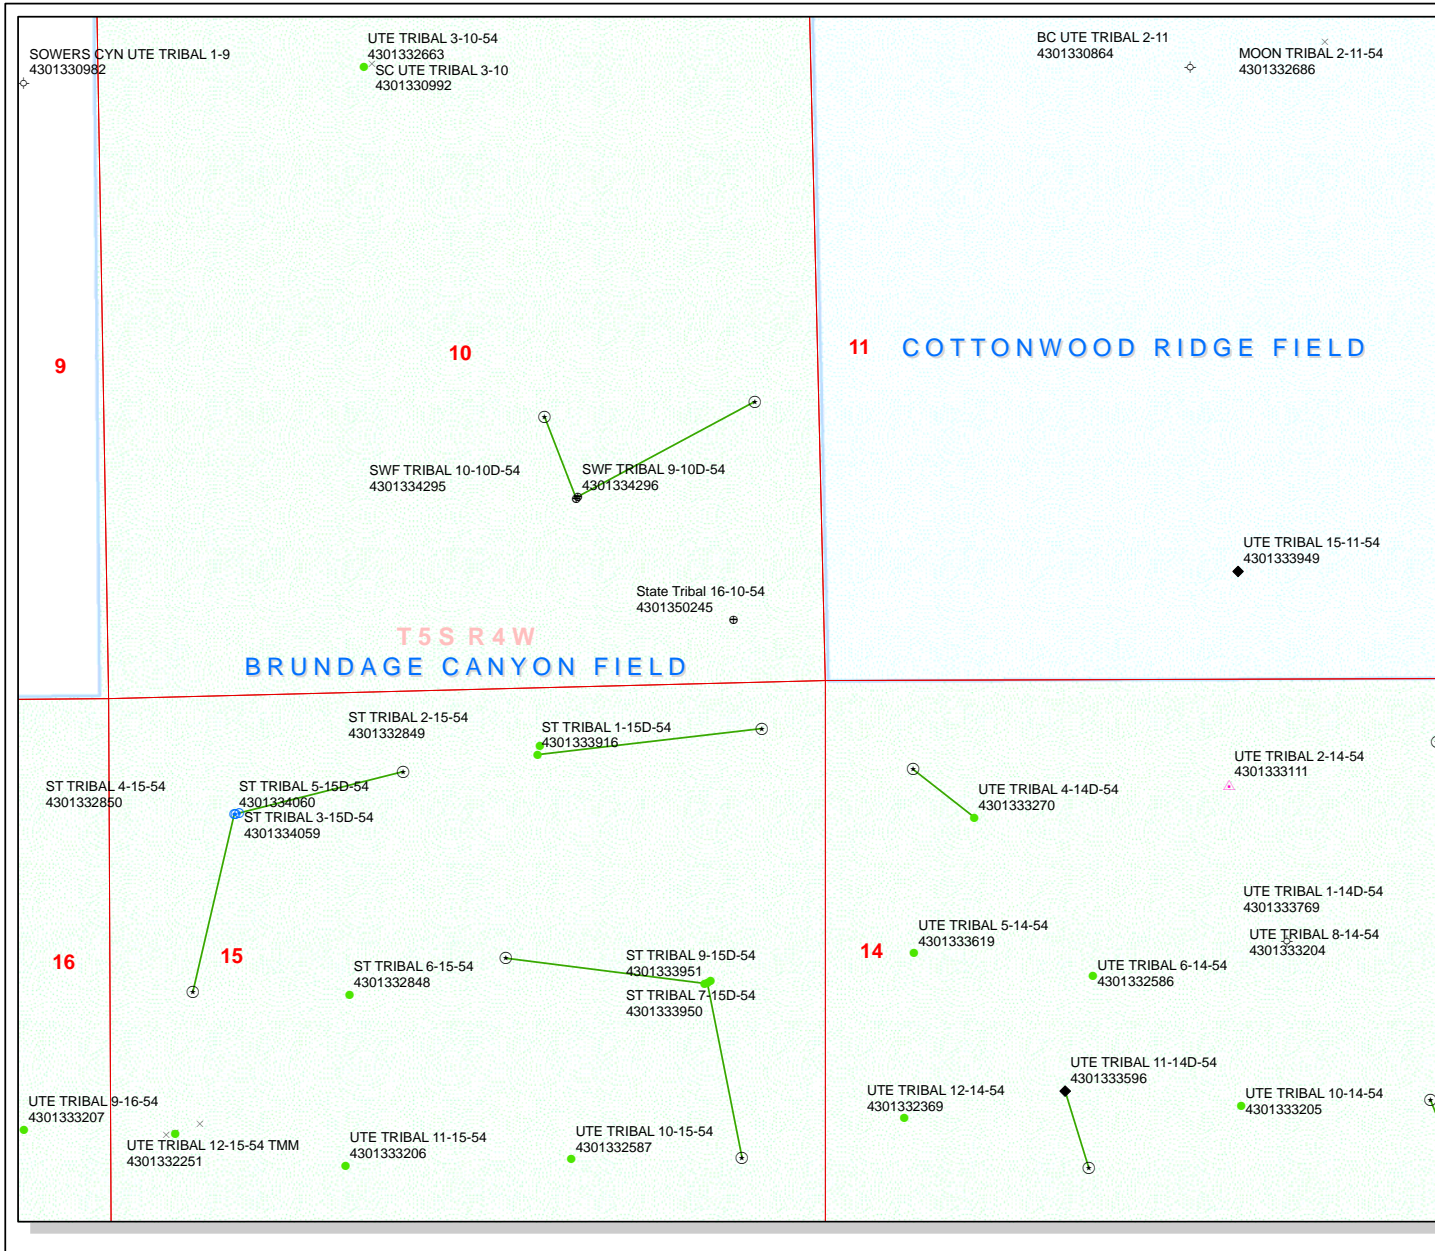 SOWERS CYN UTE TRIBAL 1-9
4301330982
UTE TRIBAL 3-10-54
4301332663
SC UTE TRIBAL 3-10
4301330992
BC UTE TRIBAL 2-11
4301330864
MOON TRIBAL 2-11-54
4301332686
9
10
11
COTTONWOOD RIDGE FIELD
SWF TRIBAL 10-10D-54
4301334295
SWF TRIBAL 9-10D-54
4301334296
UTE TRIBAL 15-11-54
4301333949
State Tribal 16-10-54
4301350245
T5S R4W
BRUNDAGE CANYON FIELD
ST TRIBAL 2-15-54
4301332849
ST TRIBAL 1-15D-54
4301333916
UTE TRIBAL 2-14-54
4301333111
ST TRIBAL 4-15-54
4301332850
ST TRIBAL 5-15D-54
4301334060
ST TRIBAL 3-15D-54
4301334059
UTE TRIBAL 4-14D-54
4301333270
UTE TRIBAL 1-14D-54
4301333769
UTE TRIBAL 5-14-54
4301333619
UTE TRIBAL 8-14-54
4301333204
16
15
14
ST TRIBAL 6-15-54
4301332848
ST TRIBAL 9-15D-54
4301333951
ST TRIBAL 7-15D-54
4301333950
UTE TRIBAL 6-14-54
4301332586
UTE TRIBAL 11-14D-54
4301333596
UTE TRIBAL 9-16-54
4301333207
UTE TRIBAL 12-15-54 TMM
4301332251
UTE TRIBAL 11-15-54
4301333206
UTE TRIBAL 10-15-54
4301332587
UTE TRIBAL 12-14-54
4301332369
UTE TRIBAL 10-14-54
4301333205